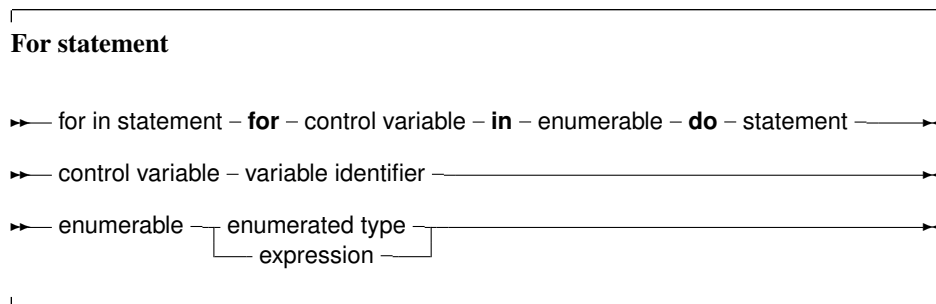 For statement
for in statement – for – control variable – in – enumerable – do – statement –
control variable – variable identifier –
enumerable – enumerated type –
expression –